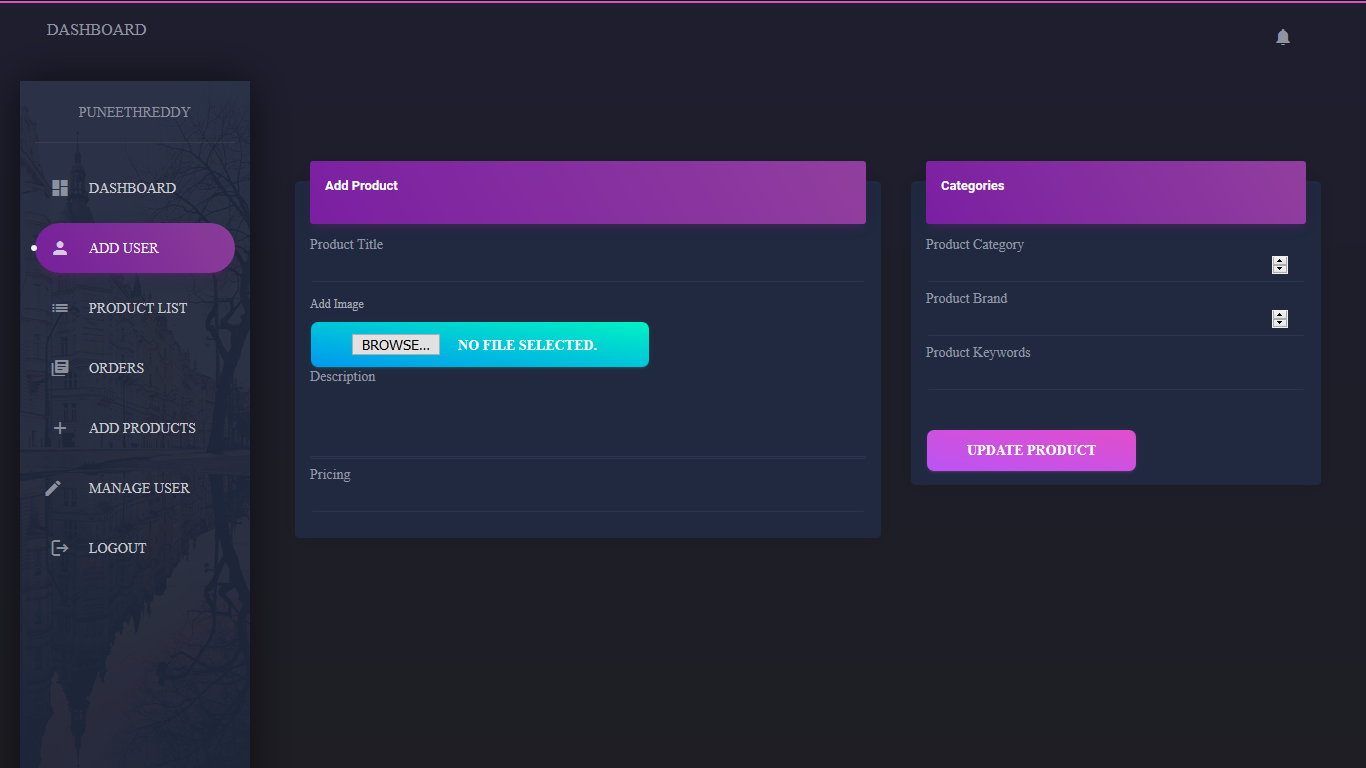 DASHBOARD
PUNEETHREDDY
DASHBOARD
ADD USER
PRODUCT LIST
ORDERS
ADD PRODUCTS
MANAGE USER
LOGOUT
Add Product
Product Title
Add Image
BROWSE... NO FILE SELECTED.
Description
Pricing
Categories
Product Category
Product Brand
Product Keywords
UPDATE PRODUCT